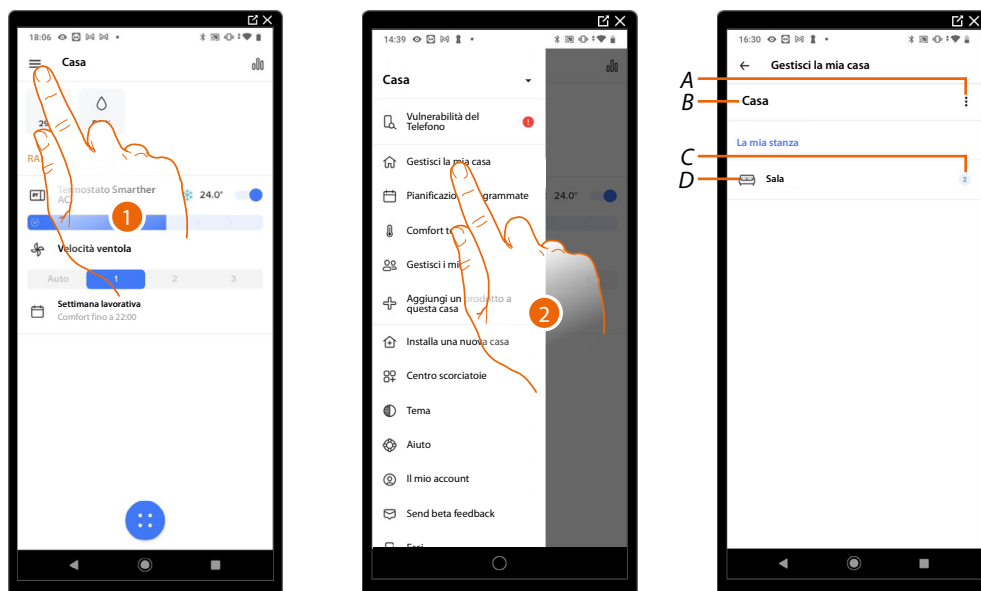 18:06
Casa
RA
Termostato Smarther
AC
24.0°
Velocità ventola
Auto
1
2
3
Settimana lavorativa
Comfort fino a 22:00
1
14:39
Casa
Vulnerabilità del
Telefono
Gestisci la mia casa
Pianificazio grammate
24.0°
Comfort t
Gestisci i mi
Aggiungi un prodotto a
questa casa
Installa una nuova casa
Centro scorciatoie
Tema
Aiuto
Il mio account
Send beta feedback
2
16:30
Gestisci la mia casa
A
B
Casa
La mia stanza
C
D
Sala
2